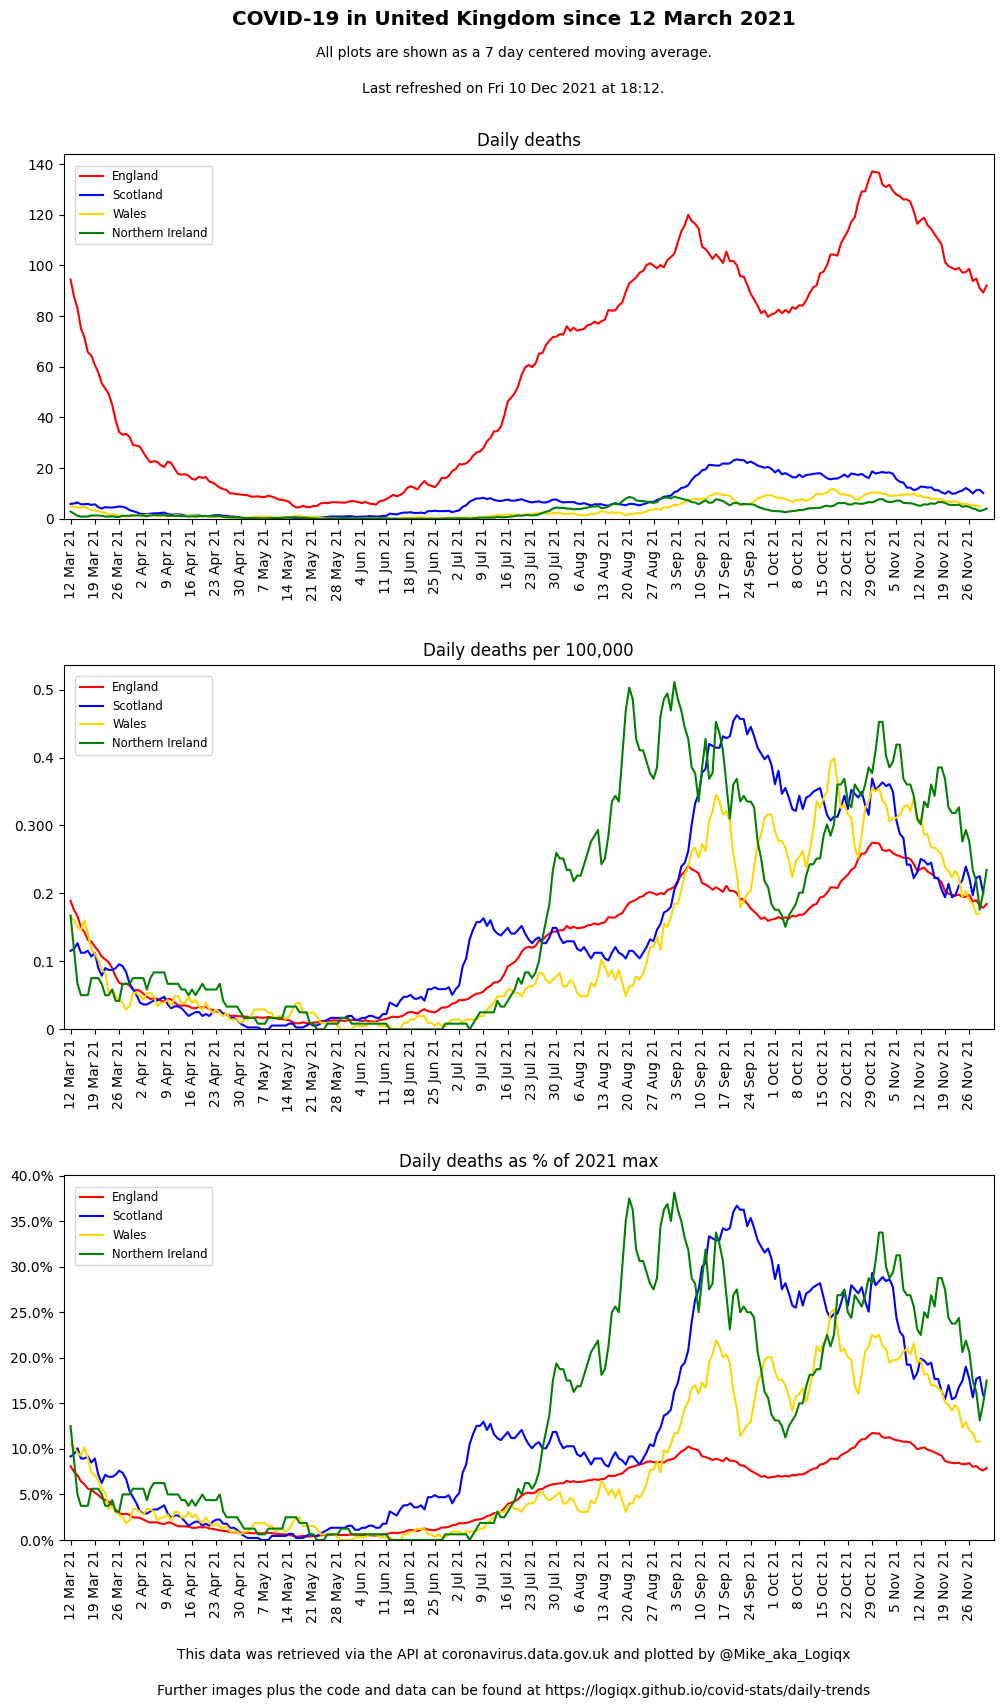 COVID-19 in United Kingdom since 12 March 2021
All plots are shown as a 7 day centered moving average.
Last refreshed on Fri 10 Dec 2021 at 18:12.
Daily deaths
140
120
100
80
60
40
20
0
England
Scotland
Wales
Northern Ireland
12 Mar 21
19 Mar 21
26 Mar 21
2 Apr 21
9 Apr 21
16 Apr 21
23 Apr 21
30 Apr 21
7 May 21
14 May 21
21 May 21
28 May 21
4 Jun 21
11 Jun 21
18 Jun 21
25 Jun 21
2 Jul 21
9 Jul 21
16 Jul 21
23 Jul 21
30 Jul 21
6 Aug 21
13 Aug 21
20 Aug 21
27 Aug 21
3 Sep 21
10 Sep 21
17 Sep 21
24 Sep 21
1 Oct 21
8 Oct 21
15 Oct 21
22 Oct 21
29 Oct 21
5 Nov 21
12 Nov 21
19 Nov 21
26 Nov 21
Daily deaths per 100,000
0.5
0.4
0.300
0.2
0.1
0
England
Scotland
Wales
Northern Ireland
12 Mar 21
19 Mar 21
26 Mar 21
2 Apr 21
9 Apr 21
16 Apr 21
23 Apr 21
30 Apr 21
7 May 21
14 May 21
21 May 21
28 May 21
4 Jun 21
11 Jun 21
18 Jun 21
25 Jun 21
2 Jul 21
9 Jul 21
16 Jul 21
23 Jul 21
30 Jul 21
6 Aug 21
13 Aug 21
20 Aug 21
27 Aug 21
3 Sep 21
10 Sep 21
17 Sep 21
24 Sep 21
1 Oct 21
8 Oct 21
15 Oct 21
22 Oct 21
29 Oct 21
5 Nov 21
12 Nov 21
19 Nov 21
26 Nov 21
Daily deaths as % of 2021 max
40.0%
35.0%
30.0%
25.0%
20.0%
15.0%
10.0%
5.0%
0.0%
England
Scotland
Wales
Northern Ireland
12 Mar 21
19 Mar 21
26 Mar 21
2 Apr 21
9 Apr 21
16 Apr 21
23 Apr 21
30 Apr 21
7 May 21
14 May 21
21 May 21
28 May 21
4 Jun 21
11 Jun 21
18 Jun 21
25 Jun 21
2 Jul 21
9 Jul 21
16 Jul 21
23 Jul 21
30 Jul 21
6 Aug 21
13 Aug 21
20 Aug 21
27 Aug 21
3 Sep 21
10 Sep 21
17 Sep 21
24 Sep 21
1 Oct 21
8 Oct 21
15 Oct 21
22 Oct 21
29 Oct 21
5 Nov 21
12 Nov 21
19 Nov 21
26 Nov 21
This data was retrieved via the API at coronavirus.data.gov.uk and plotted by @Mike_aka_Logiqx
Further images plus the code and data can be found at https://logiqx.github.io/covid-stats/daily-trends